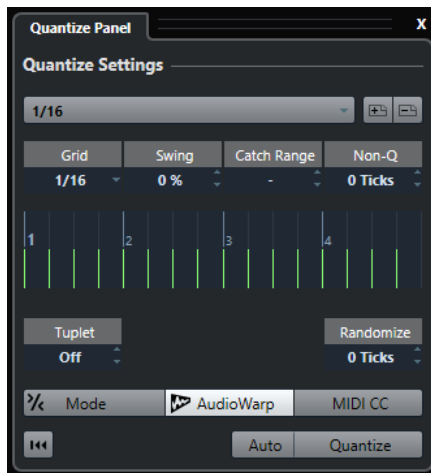 Quantize Panel X
Quantize Settings
1/16
Grid Swing Catch Range Non-Q
1/16 0 % - 0 Ticks
1 2 3 4
Tuplet Randomize
Off 0 Ticks
Mode AudioWarp MIDI CC
Auto Quantize